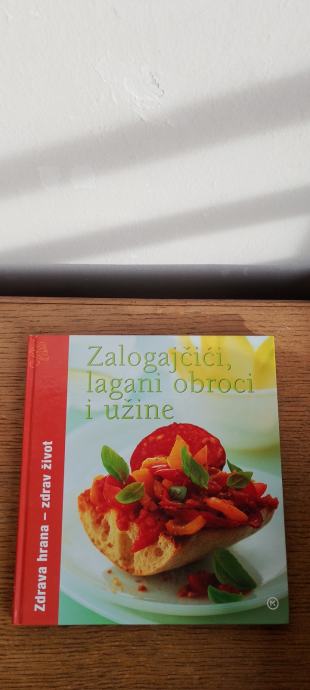 Zalogajčići,
lagani obroci
i užine
Zdrava hrana – zdrav život